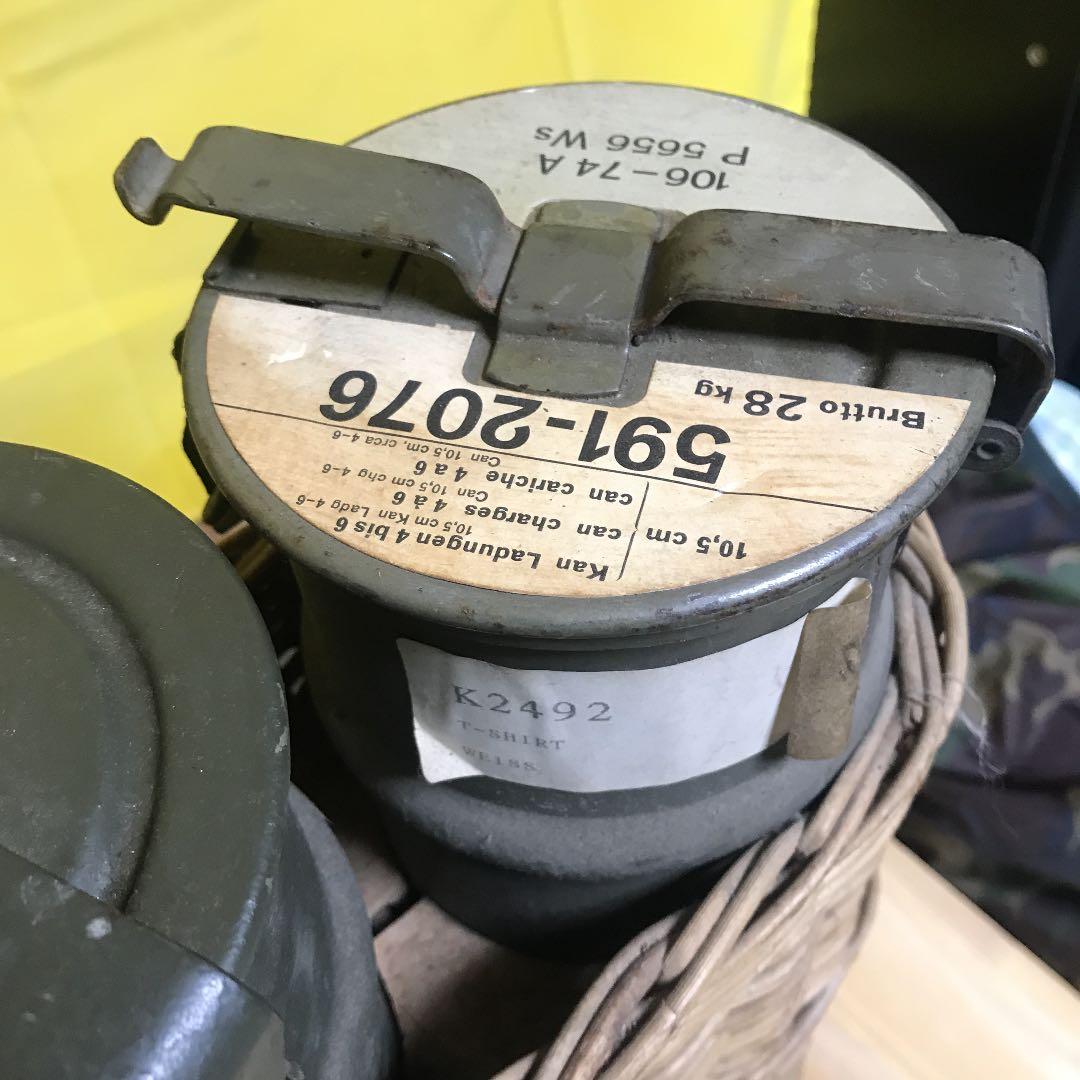 10,5 cm
Kan Ladungen 4 bis 6
10,5 cm Kan Ladg 4-6
can charges 4 à 6
Can 10,5 cm chg 4-6
can cariche 4 a 6
Can 10,5 cm, crca 4-6
591-2076
Brutto 28 kg
106-74 A
P 5656 Ws
K2492
T-SHIRT
WEISS